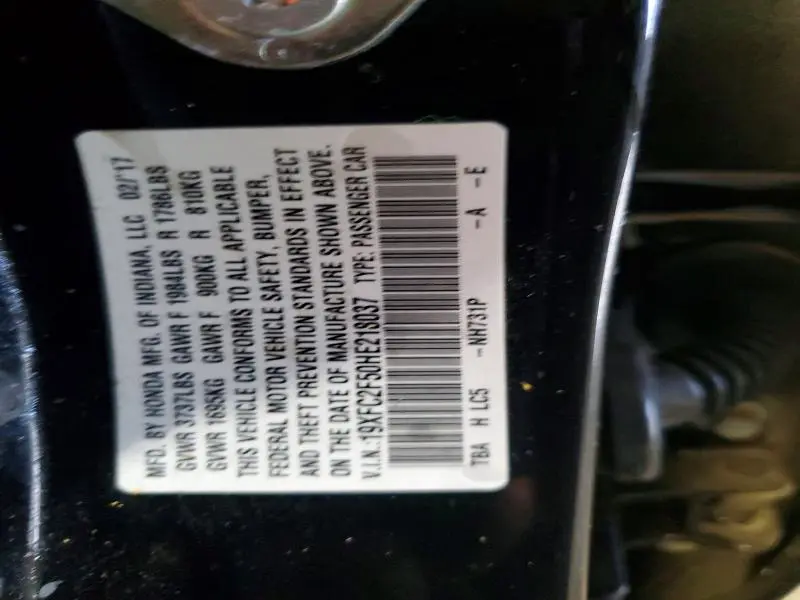 MFD. BY HONDA MFG. OF INDIANA, LLC 02/'17
GVWR 3737LBS GAWR F 1984LBS R 1786LBS
GVWR 1695KG GAWR F 900KG R 810KG
THIS VEHICLE CONFORMS TO ALL APPLICABLE
FEDERAL MOTOR VEHICLE SAFETY, BUMPER,
AND THEFT PREVENTION STANDARDS IN EFFECT
ON THE DATE OF MANUFACTURE SHOWN ABOVE.
V.I.N.:19XFC2F50HE218037 TYPE: PASSENGER CAR
TBA H LC5 -NH731P -A -E